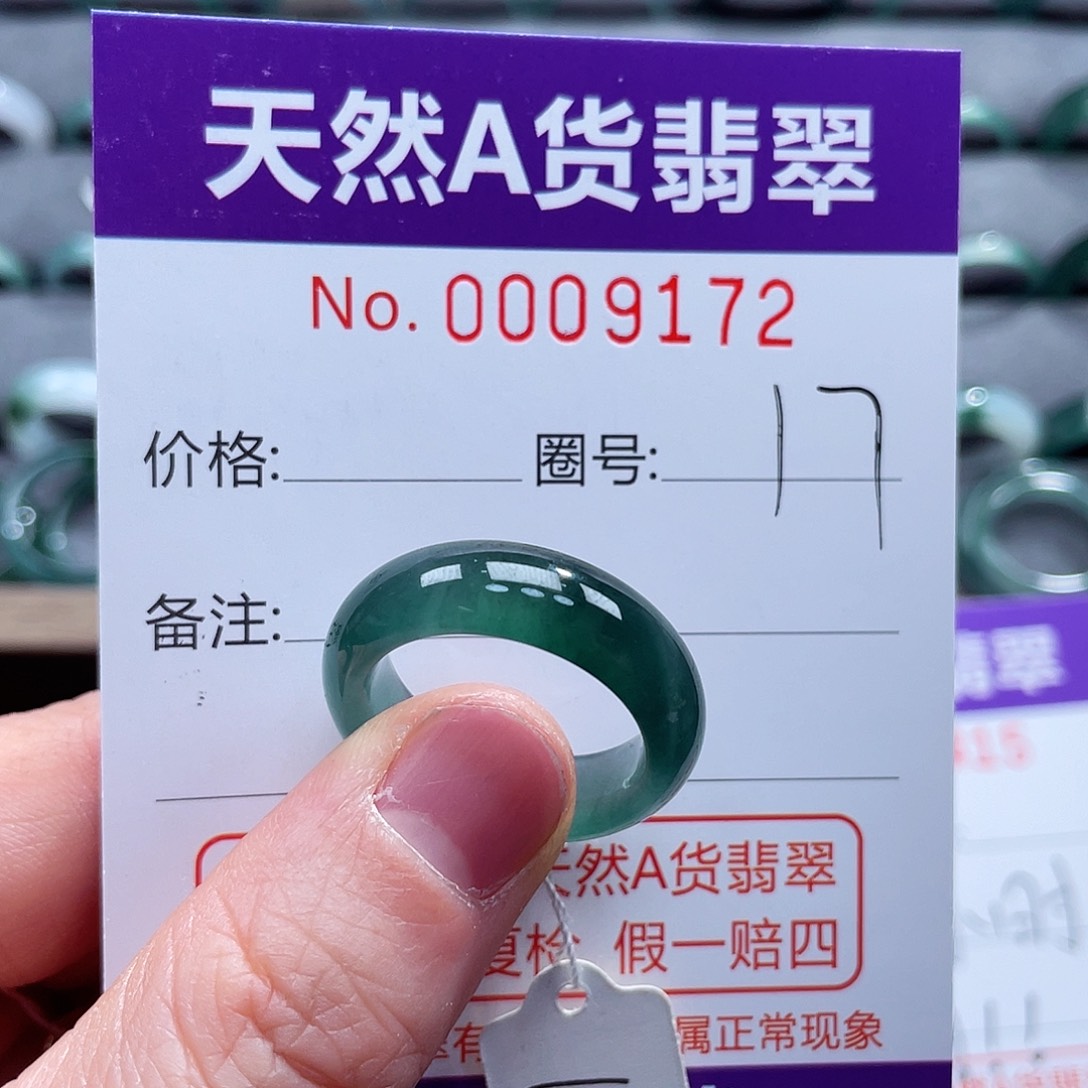 天然A货翡翠
No. 0009172
价格: 圈号: 17
备注:
天然A货翡翠
复检 假一赔四
属正常现象
翠